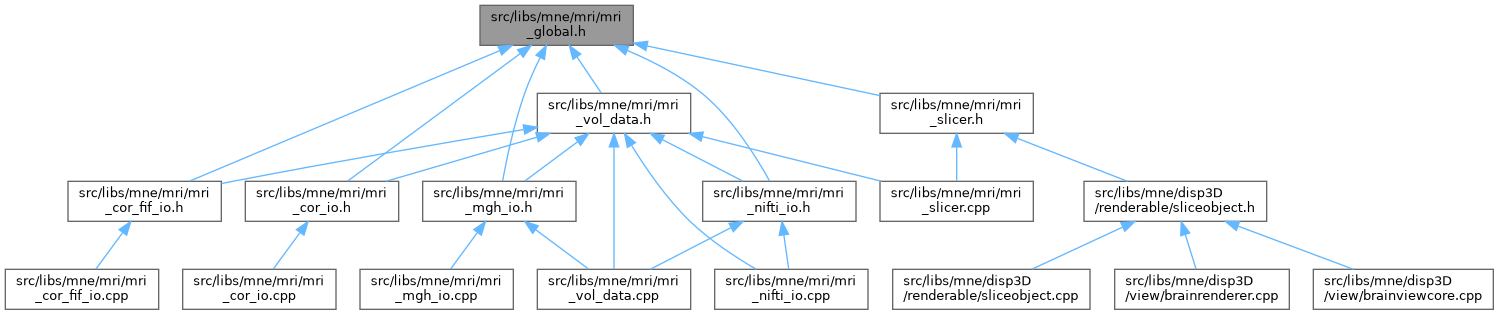 src/libs/mne/mri/mri
_global.h
src/libs/mne/mri/mri
_vol_data.h
src/libs/mne/mri/mri
_slicer.h
src/libs/mne/mri/mri
_cor_fif_io.h
src/libs/mne/mri/mri
_cor_io.h
src/libs/mne/mri/mri
_mgh_io.h
src/libs/mne/mri/mri
_nifti_io.h
src/libs/mne/mri/mri
_slicer.cpp
src/libs/mne/disp3D
/renderable/sliceobject.h
src/libs/mne/mri/mri
_cor_fif_io.cpp
src/libs/mne/mri/mri
_cor_io.cpp
src/libs/mne/mri/mri
_mgh_io.cpp
src/libs/mne/mri/mri
_vol_data.cpp
src/libs/mne/mri/mri
_nifti_io.cpp
src/libs/mne/disp3D
/renderable/sliceobject.cpp
src/libs/mne/disp3D
/view/brainrenderer.cpp
src/libs/mne/disp3D
/view/brainviewcore.cpp